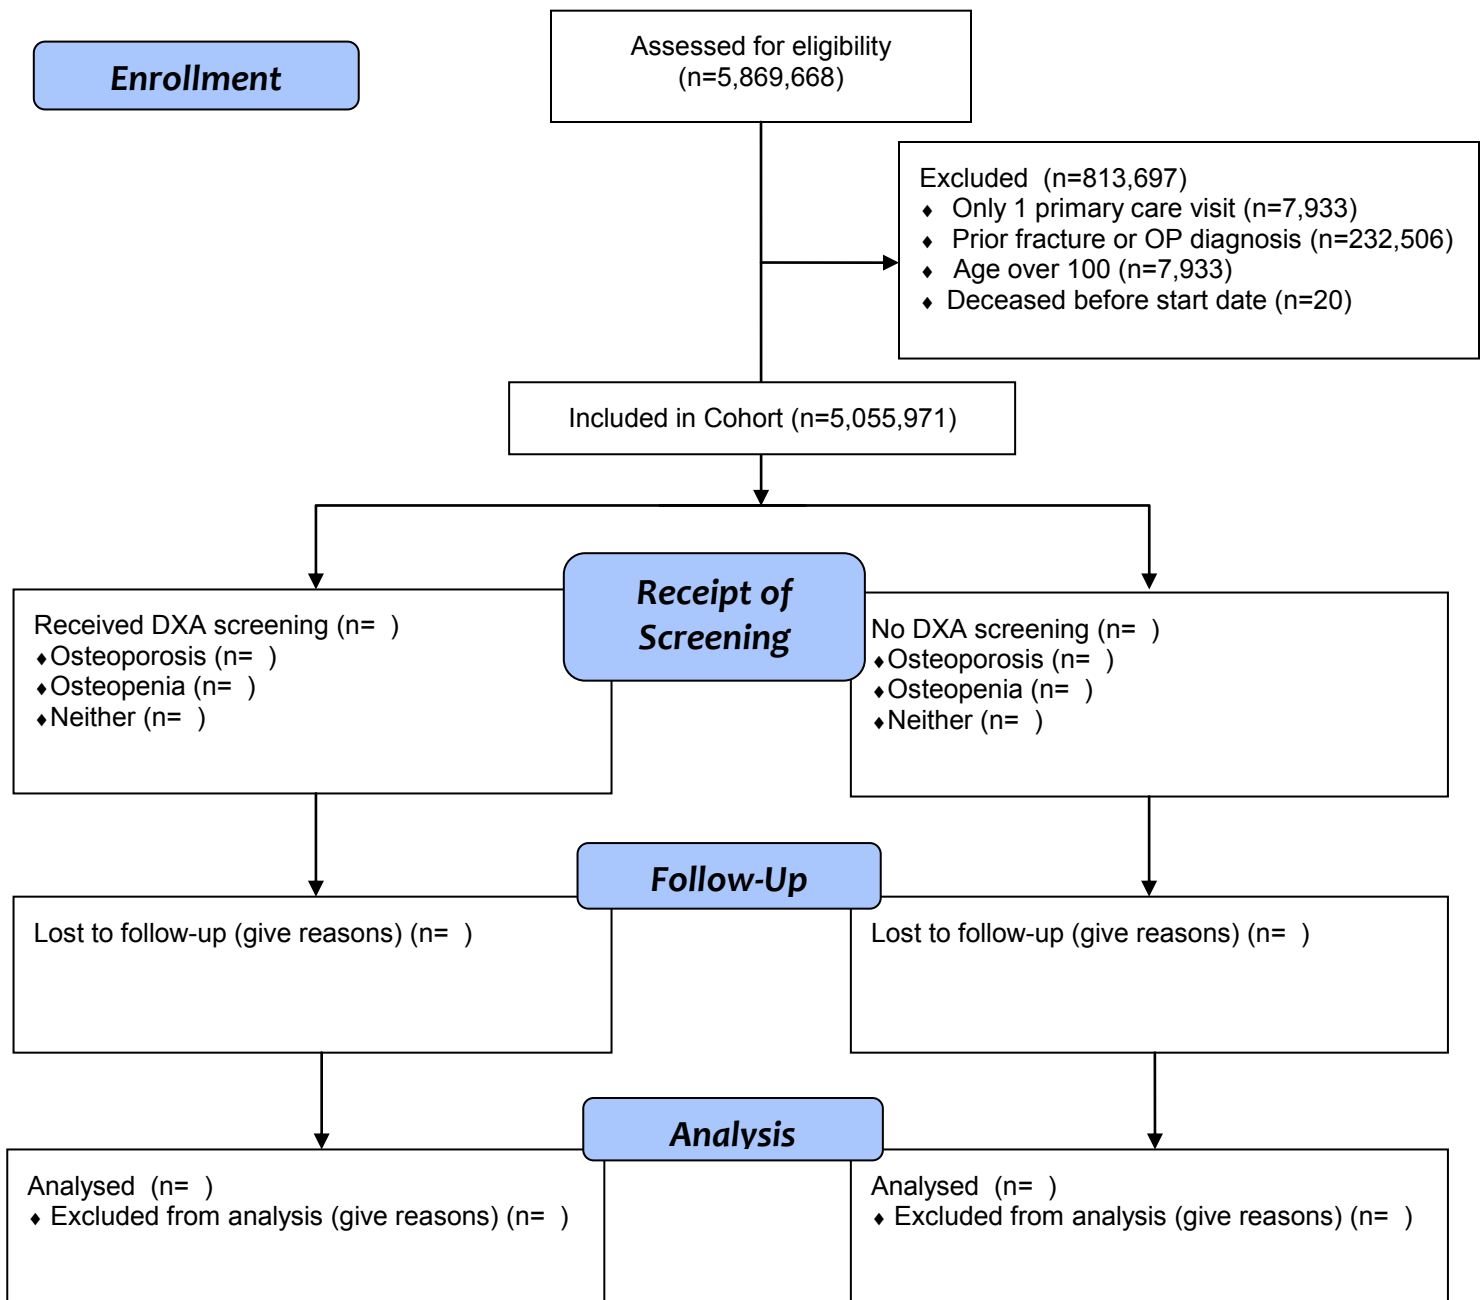 Enrollment
Assessed for eligibility
(n=5,869,668)
Excluded (n=813,697)
♦ Only 1 primary care visit (n=7,933)
♦ Prior fracture or OP diagnosis (n=232,506)
♦ Age over 100 (n=7,933)
♦ Deceased before start date (n=20)
Included in Cohort (n=5,055,971)
Receipt of
Screening
Received DXA screening (n= )
♦Osteoporosis (n= )
♦Osteopenia (n= )
♦Neither (n= )
No DXA screening (n= )
♦Osteoporosis (n= )
♦Osteopenia (n= )
♦Neither (n= )
Follow-Up
Lost to follow-up (give reasons) (n= )
Lost to follow-up (give reasons) (n= )
Analysis
Analysed (n= )
♦ Excluded from analysis (give reasons) (n= )
Analysed (n= )
♦ Excluded from analysis (give reasons) (n= )